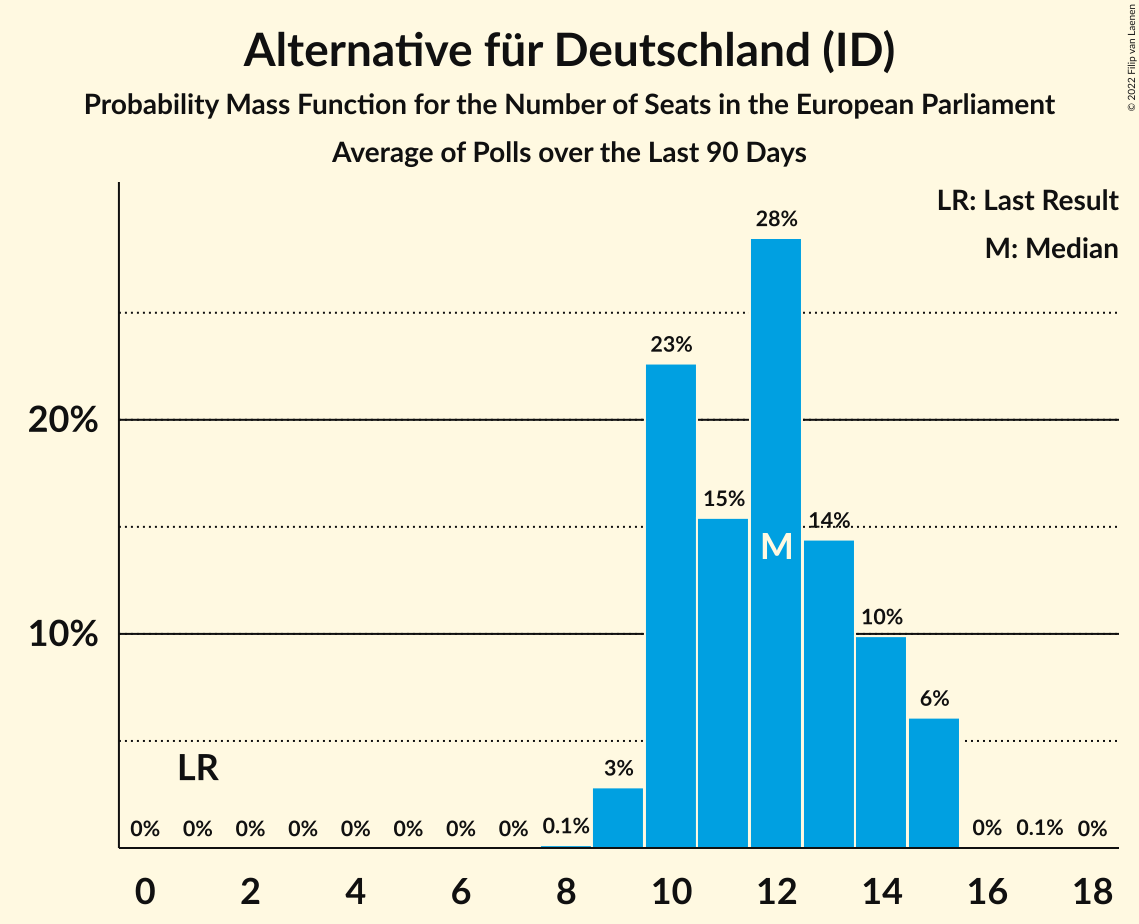 Alternative für Deutschland (ID)
Probability Mass Function for the Number of Seats in the European Parliament
Average of Polls over the Last 90 Days
© 2022 Filip van Laenen
LR: Last Result
M: Median
28%
23%
20%
15%
14%
M
10%
10%
6%
LR
3%
0% 0% 0% 0% 0% 0% 0% 0% 0.1% 0% 0.1% 0%
0 2 4 6 8 10 12 14 16 18